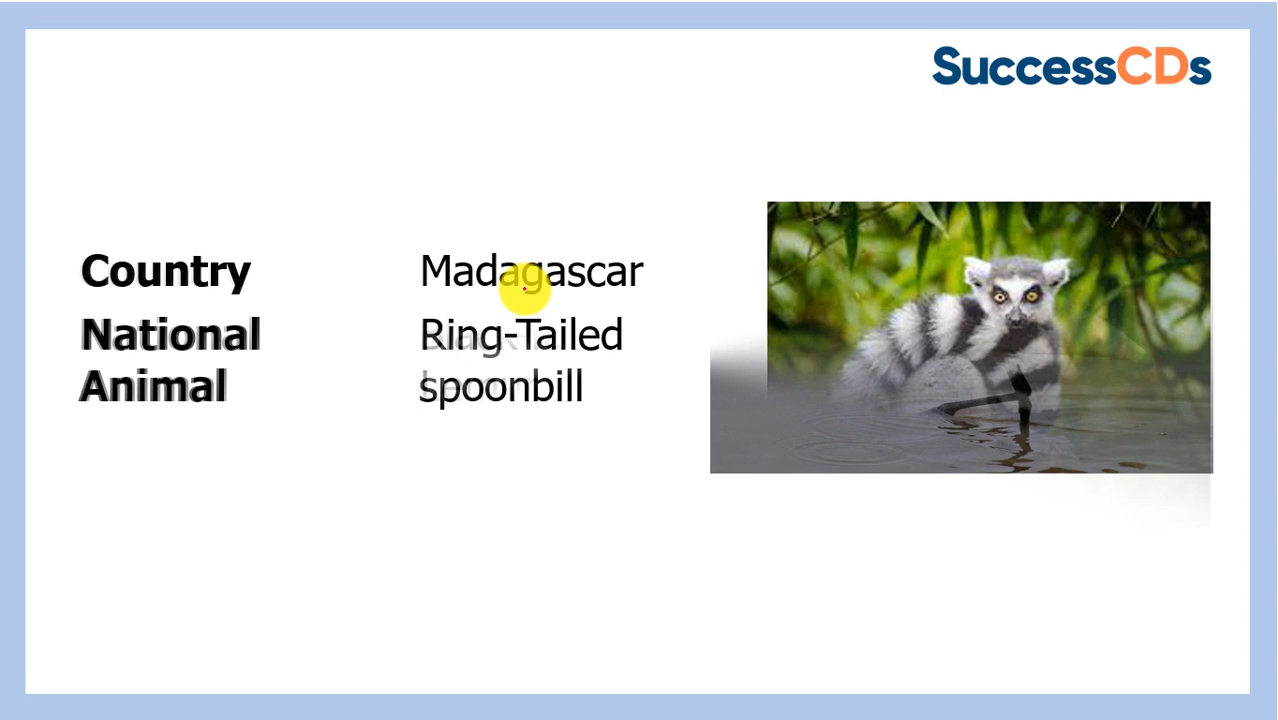 SuccessCDs
Country Madagascar
National Ring-Tailed
Animal spoonbill